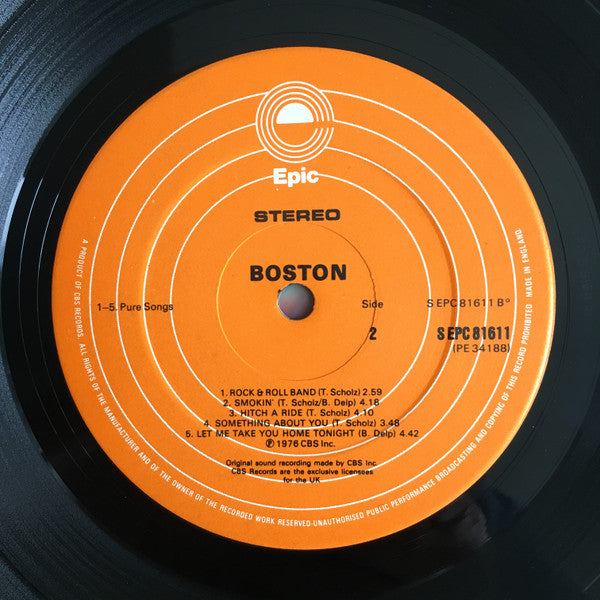 Epic
STEREO
BOSTON
1–5. Pure Songs
Side
2
S EPC 81611 B°
S EPC 81611
(PE 34188)
1. ROCK & ROLL BAND (T. Scholz) 2.59
2. SMOKIN' (T. Scholz/B. Delp) 4.18
3. HITCH A RIDE (T. Scholz) 4.10
4. SOMETHING ABOUT YOU (T. Scholz) 3.48
5. LET ME TAKE YOU HOME TONIGHT (B. Delp) 4.42
Ⓟ 1976 CBS Inc.
Original sound recording made by CBS Inc.
CBS Records are the exclusive licensees
for the UK
A PRODUCT OF CBS RECORDS. ALL RIGHTS OF THE MANUFACTURER AND OF THE OWNER OF THE RECORDED WORK RESERVED-UNAUTHORISED PUBLIC PERFORMANCE BROADCASTING AND COPYING OF THIS RECORD PROHIBITED MADE IN ENGLAND.